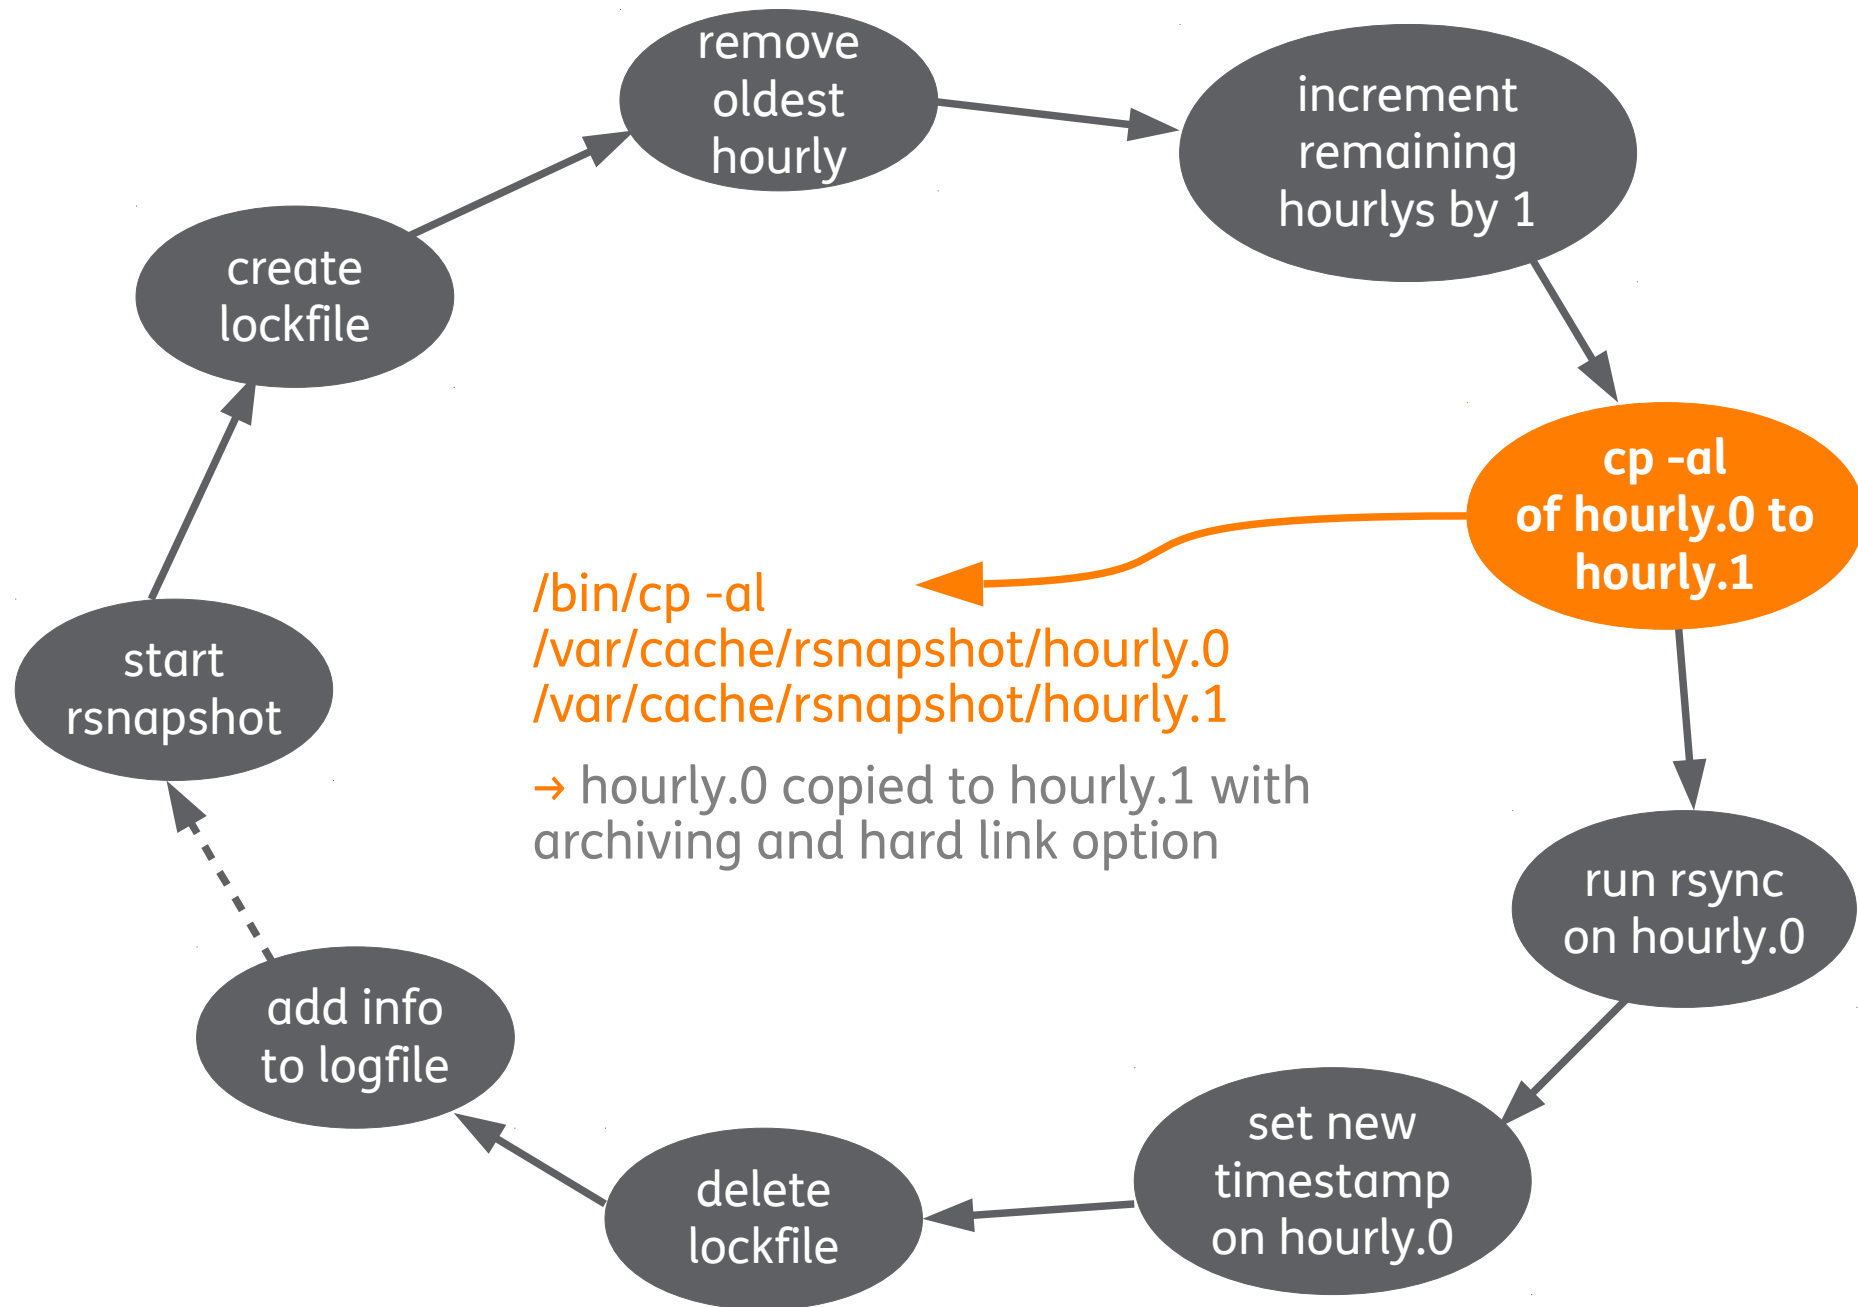 remove
oldest
hourly
increment
remaining
hourlys by 1
create
lockfile
cp -al
of hourly.0 to
hourly.1
/bin/cp -al
/var/cache/rsnapshot/hourly.0
/var/cache/rsnapshot/hourly.1
→ hourly.0 copied to hourly.1 with
archiving and hard link option
start
rsnapshot
run rsync
on hourly.0
add info
to logfile
set new
timestamp
on hourly.0
delete
lockfile